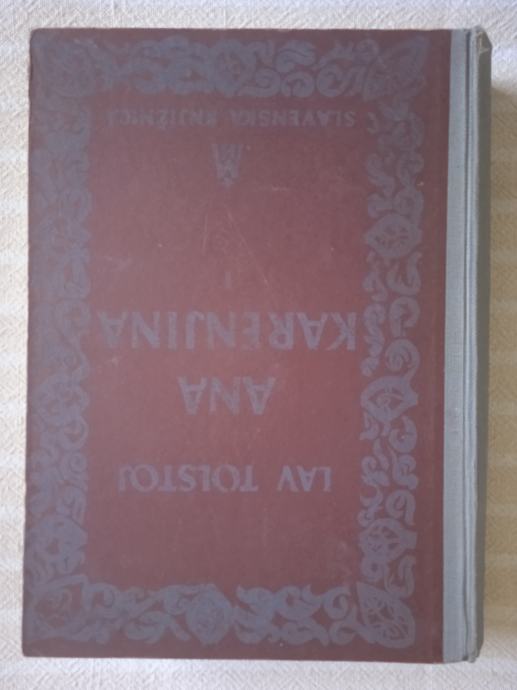 LAV TOLSTOJ
ANA
KARENJINA
SLAVENSKA KNJIŽNICA